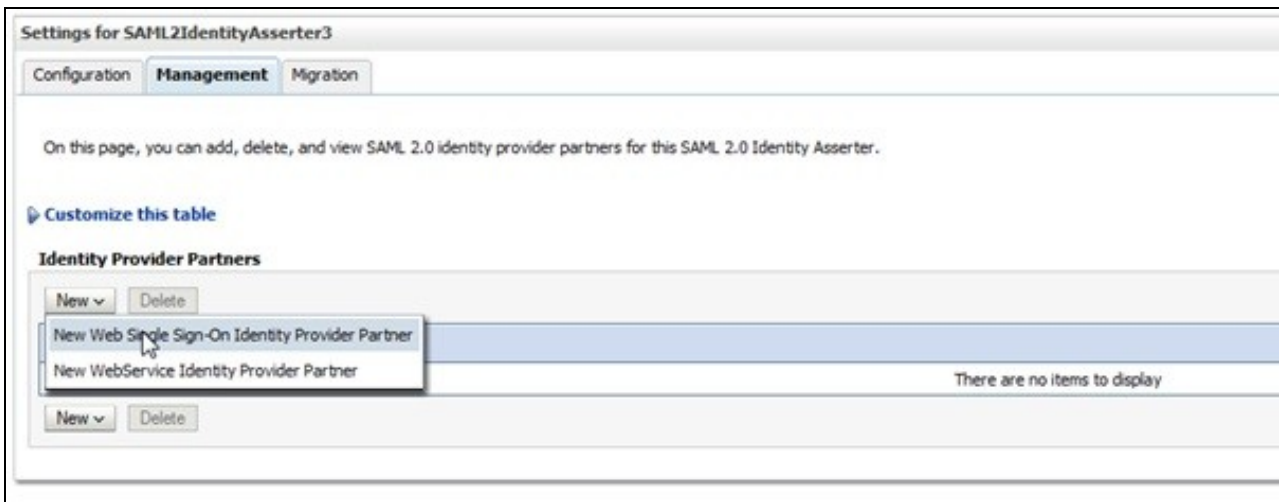 Settings for SAML2IdentityAsserter3
Configuration Management Migration
On this page, you can add, delete, and view SAML 2.0 identity provider partners for this SAML 2.0 Identity Asserter.
Customize this table
Identity Provider Partners
New Delete
New Web Single Sign-On Identity Provider Partner
New WebService Identity Provider Partner
There are no items to display
New Delete